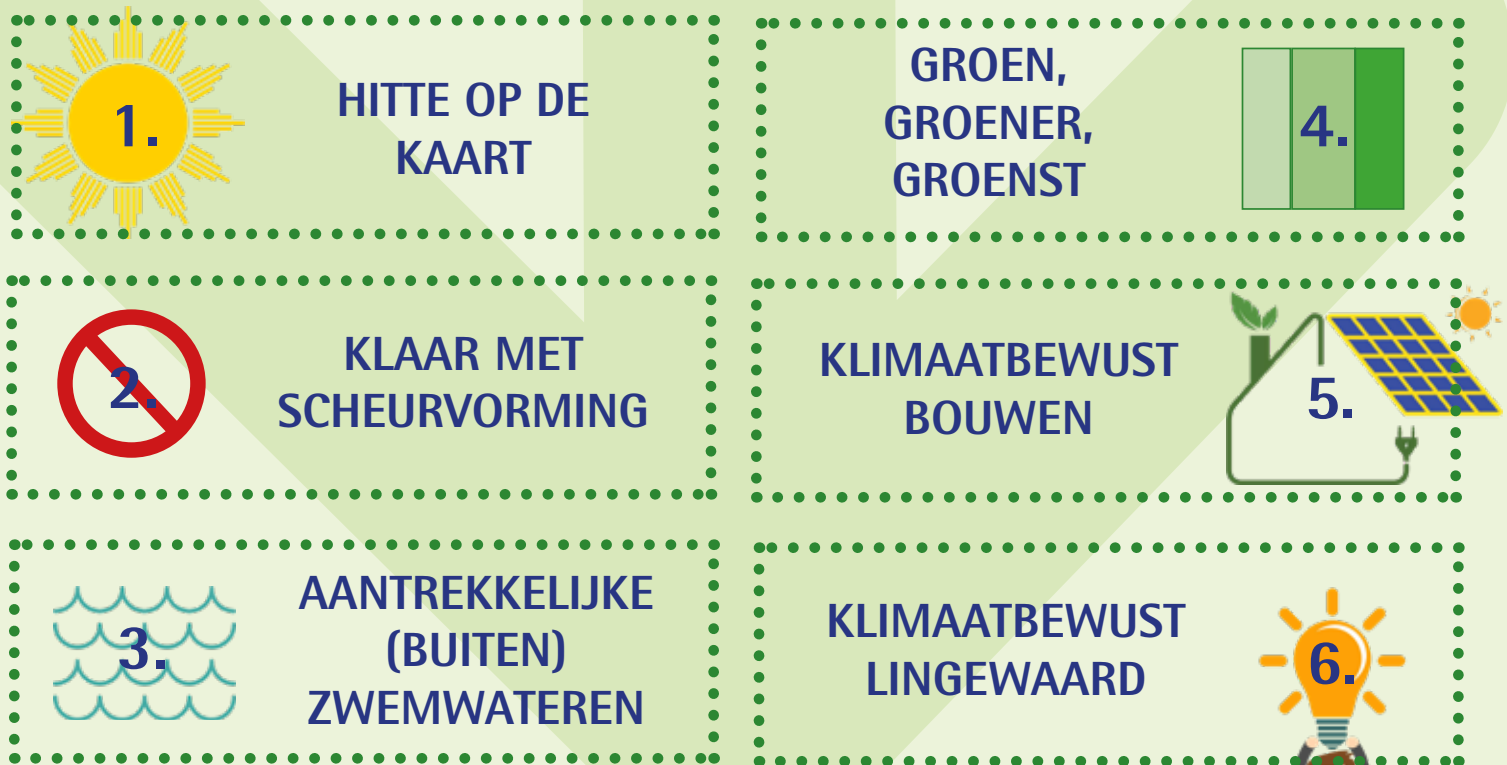 1.
HITTE OP DE
KAART
2.
KLAAR MET
SCHEURVORMING
3.
AANTREKKELIJKE
(BUITEN)
ZWEMWATEREN
GROEN,
GROENER,
GROENST
4.
KLIMAATBEWUST
BOUWEN
5.
KLIMAATBEWUST
LINGEWAARD
6.